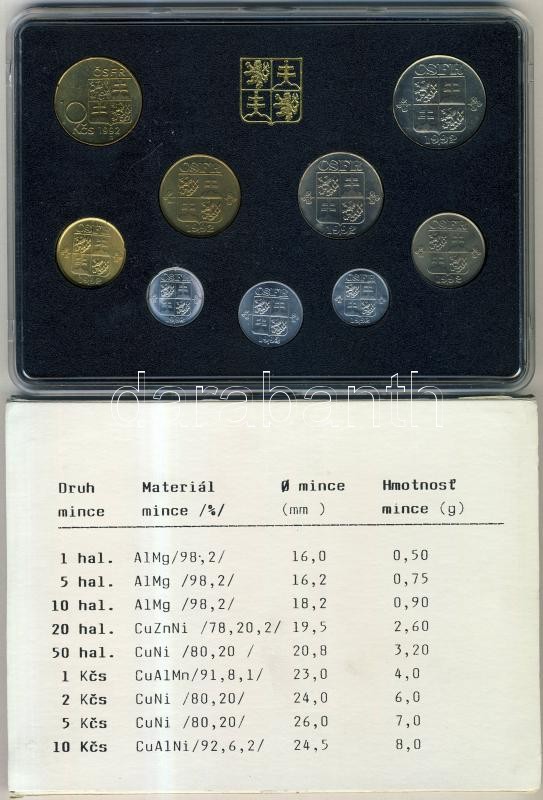 ČSFR
10
Kčs 1992
ČSFR
1992
ČSFR
1992
ČSFR
1992
ČSFR
darabanth
Druh Materiál Ø mince Hmotnosť
mince mince /%/ (mm ) mince (g)
1 hal. AlMg/98,2/ 16,0 0,50
5 hal. AlMg /98,2/ 16,2 0,75
10 hal. AlMg /98,2/ 18,2 0,90
20 hal. CuZnNi /78,20,2/ 19,5 2,60
50 hal. CuNi /80,20 / 20,8 3,20
1 Kčs CuAlMn/91,8,1/ 23,0 4,0
2 Kčs CuNi /80,20/ 24,0 6,0
5 Kčs CuNi /80,20/ 26,0 7,0
10 Kčs CuAlNi/92,6,2/ 24,5 8,0